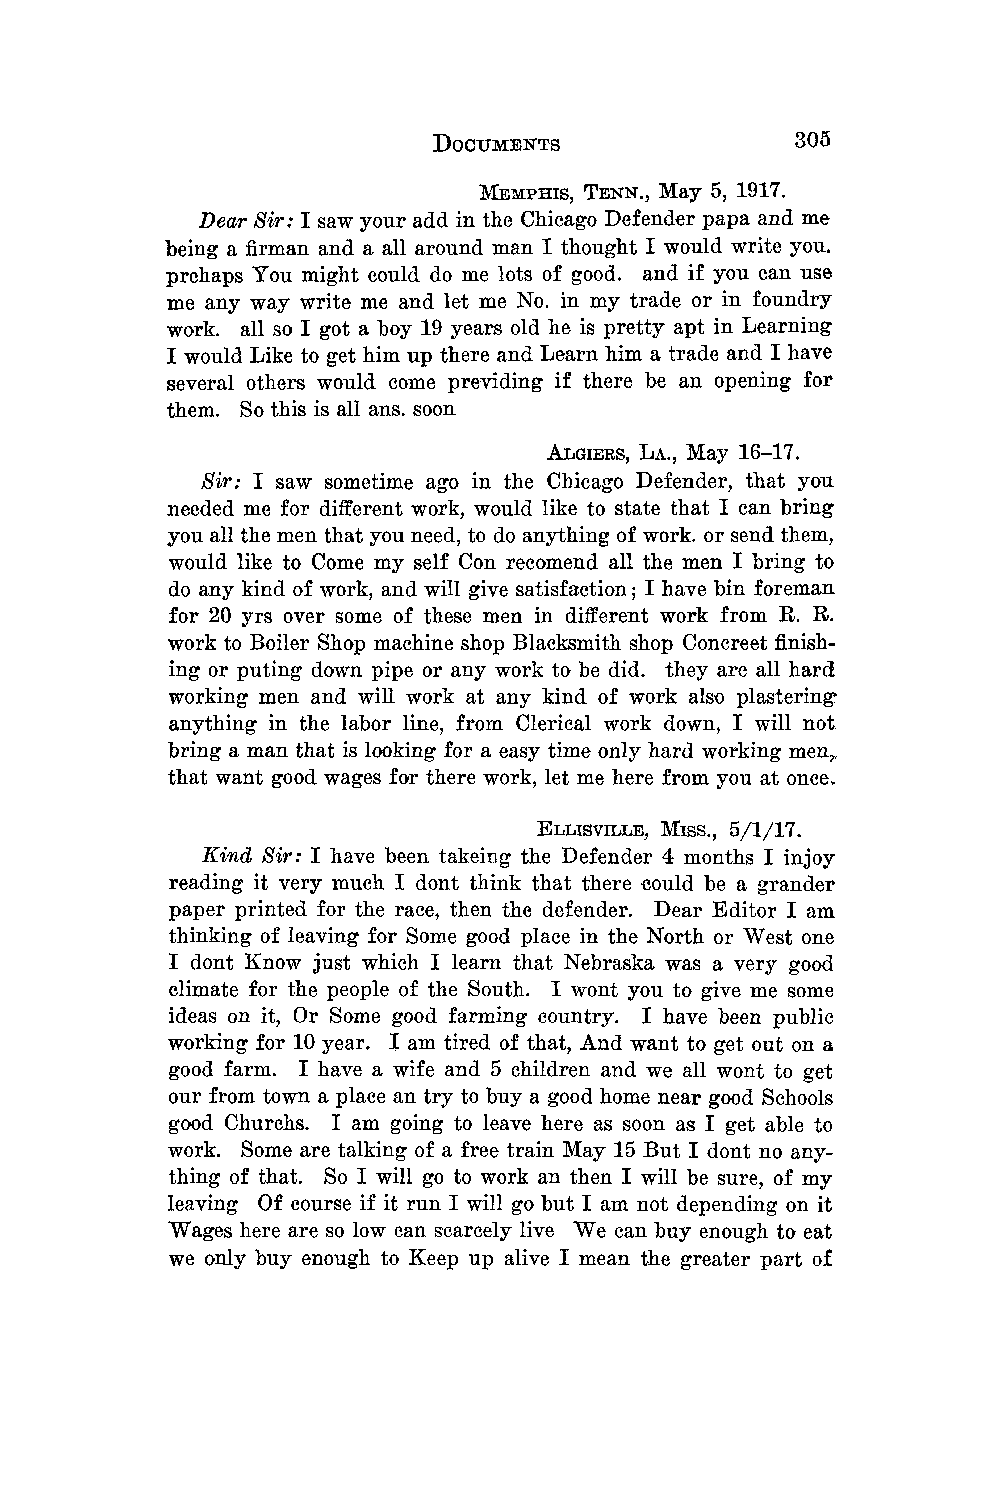 DOCUMENTS 305
MEMPHIS, TENN., May 5, 1917.
Dear Sir: I saw your add in the Chicago Defender papa and me
being a firman and a all around man I thought I would write you.
prehaps You might could do me lots of good. and if you can use
me any way write me and let me No. in my trade or in foundry
work. all so I got a boy 19 years old he is pretty apt in Learning
I would Like to get him up there and Learn him a trade and I have
several others would come previding if there be an opening for
them. So this is all ans. soon
ALGIERS, LA., May 16–17.
Sir: I saw sometime ago in the Chicago Defender, that you
needed me for different work, would like to state that I can bring
you all the men that you need, to do anything of work. or send them,
would like to Come my self Con recomend all the men I bring to
do any kind of work, and will give satisfaction; I have bin foreman
for 20 yrs over some of these men in different work from R. R.
work to Boiler Shop machine shop Blacksmith shop Concreet finish-
ing or puting down pipe or any work to be did. they are all hard
working men and will work at any kind of work also plastering
anything in the labor line, from Clerical work down, I will not
bring a man that is looking for a easy time only hard working men,
that want good wages for there work, let me here from you at once.
ELLISVILLE, MISS., 5/1/17.
Kind Sir: I have been takeing the Defender 4 months I injoy
reading it very much I dont think that there could be a grander
paper printed for the race, then the defender. Dear Editor I am
thinking of leaving for Some good place in the North or West one
I dont Know just which I learn that Nebraska was a very good
climate for the people of the South. I wont you to give me some
ideas on it, Or Some good farming country. I have been public
working for 10 year. I am tired of that, And want to get out on a
good farm. I have a wife and 5 children and we all wont to get
our from town a place an try to buy a good home near good Schools
good Churchs. I am going to leave here as soon as I get able to
work. Some are talking of a free train May 15 But I dont no any-
thing of that. So I will go to work an then I will be sure, of my
leaving Of course if it run I will go but I am not depending on it
Wages here are so low can scarcely live We can buy enough to eat
we only buy enough to Keep up alive I mean the greater part of